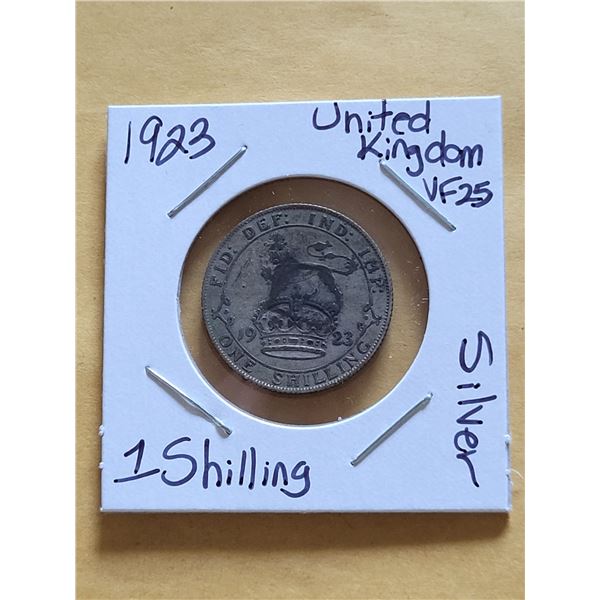 1923
United
Kingdom
VF25
FID: DEF: IND: IMP:
19 23
ONE SHILLING
Silver
1 Shilling